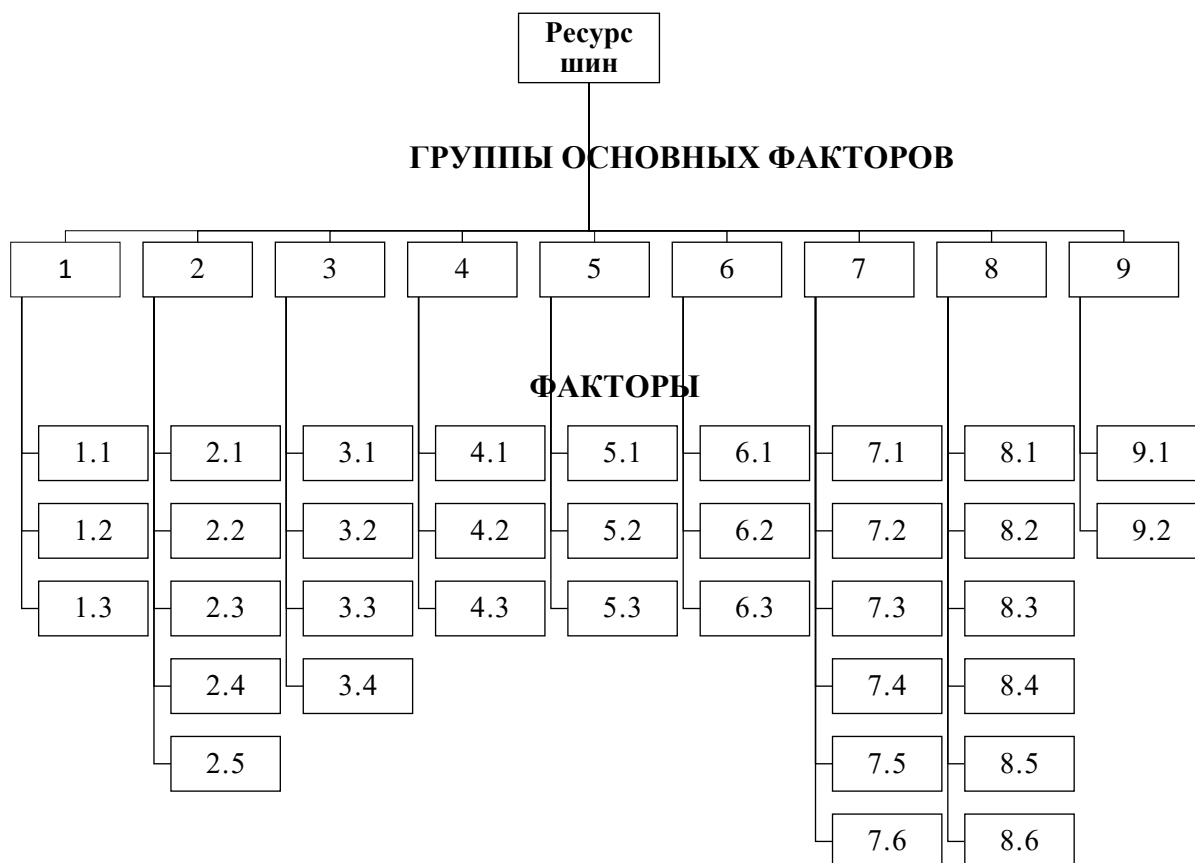 Ресурс
шин
ГРУППЫ ОСНОВНЫХ ФАКТОРОВ
1 2 3 4 5 6 7 8 9
ФАКТОРЫ
1.1 2.1 3.1 4.1 5.1 6.1 7.1 8.1 9.1
1.2 2.2 3.2 4.2 5.2 6.2 7.2 8.2 9.2
1.3 2.3 3.3 4.3 5.3 6.3 7.3 8.3
2.4 3.4 7.4 8.4
2.5 7.5 8.5
7.6 8.6